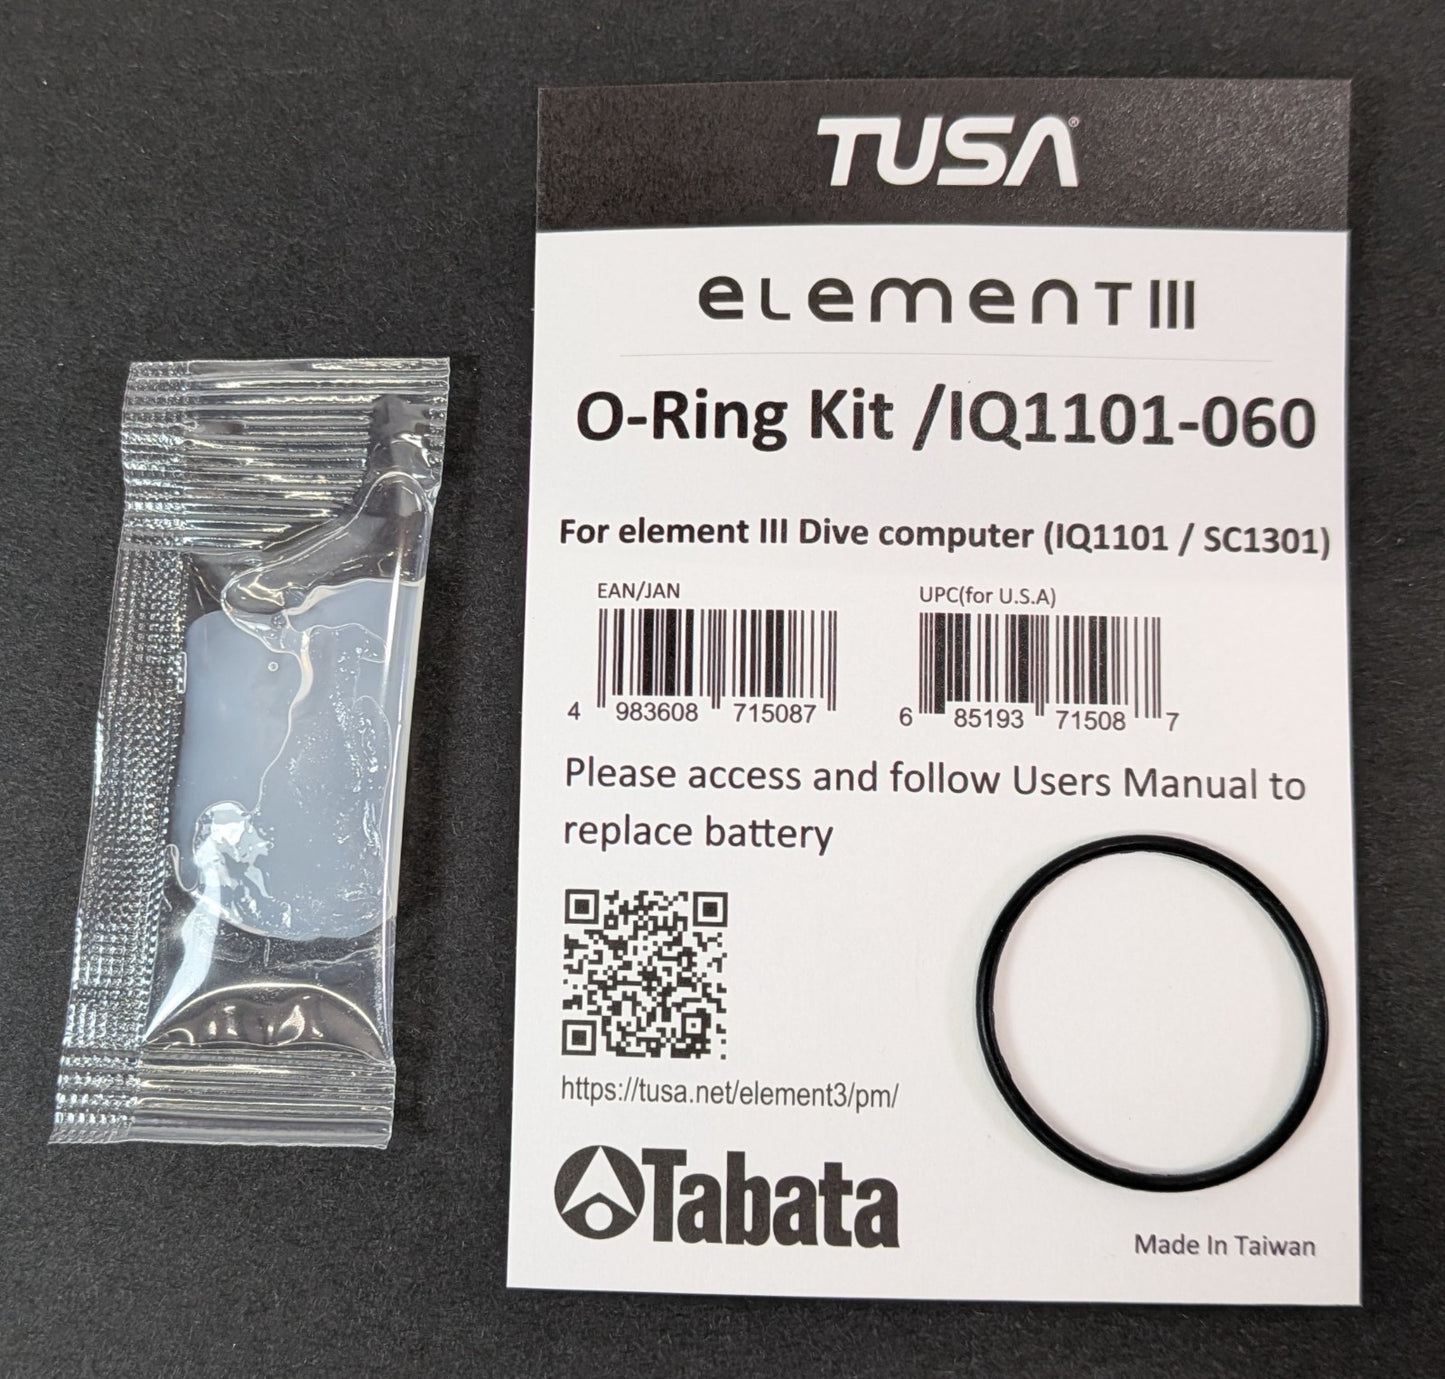 TUSA®
eLemenT III
O-Ring Kit /IQ1101-060
For element III Dive computer (IQ1101 / SC1301)
EAN/JAN
4 983608 715087
UPC(for U.S.A)
6 85193 71508 7
Please access and follow Users Manual to
replace battery
https://tusa.net/element3/pm/
Tabata
Made In Taiwan